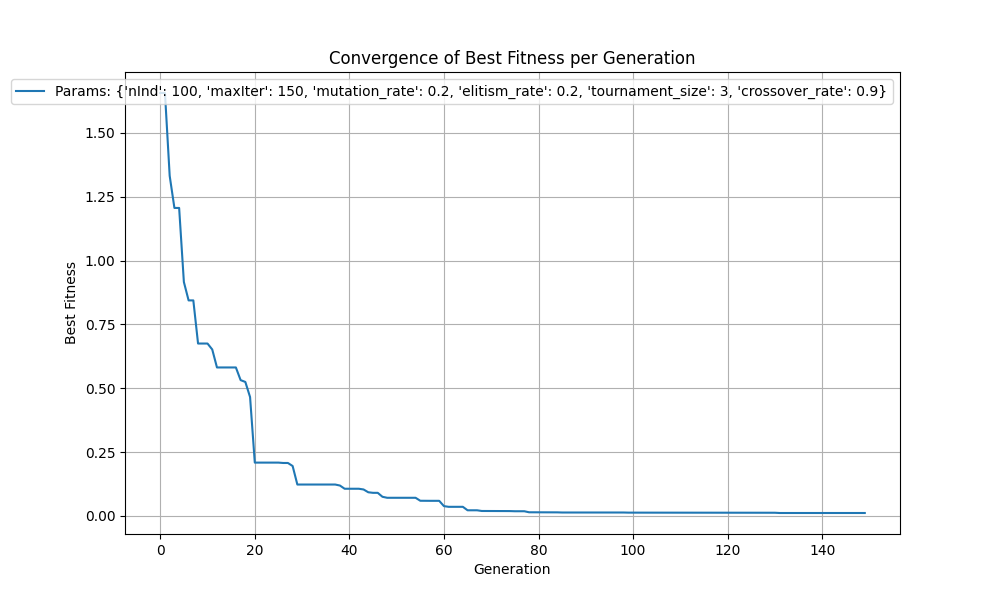 Convergence of Best Fitness per Generation
Params: {'nInd': 100, 'maxIter': 150, 'mutation_rate': 0.2, 'elitism_rate': 0.2, 'tournament_size': 3, 'crossover_rate': 0.9}
1.50
1.25
1.00
0.75
0.50
0.25
0.00
Best Fitness
0 20 40 60 80 100 120 140
Generation